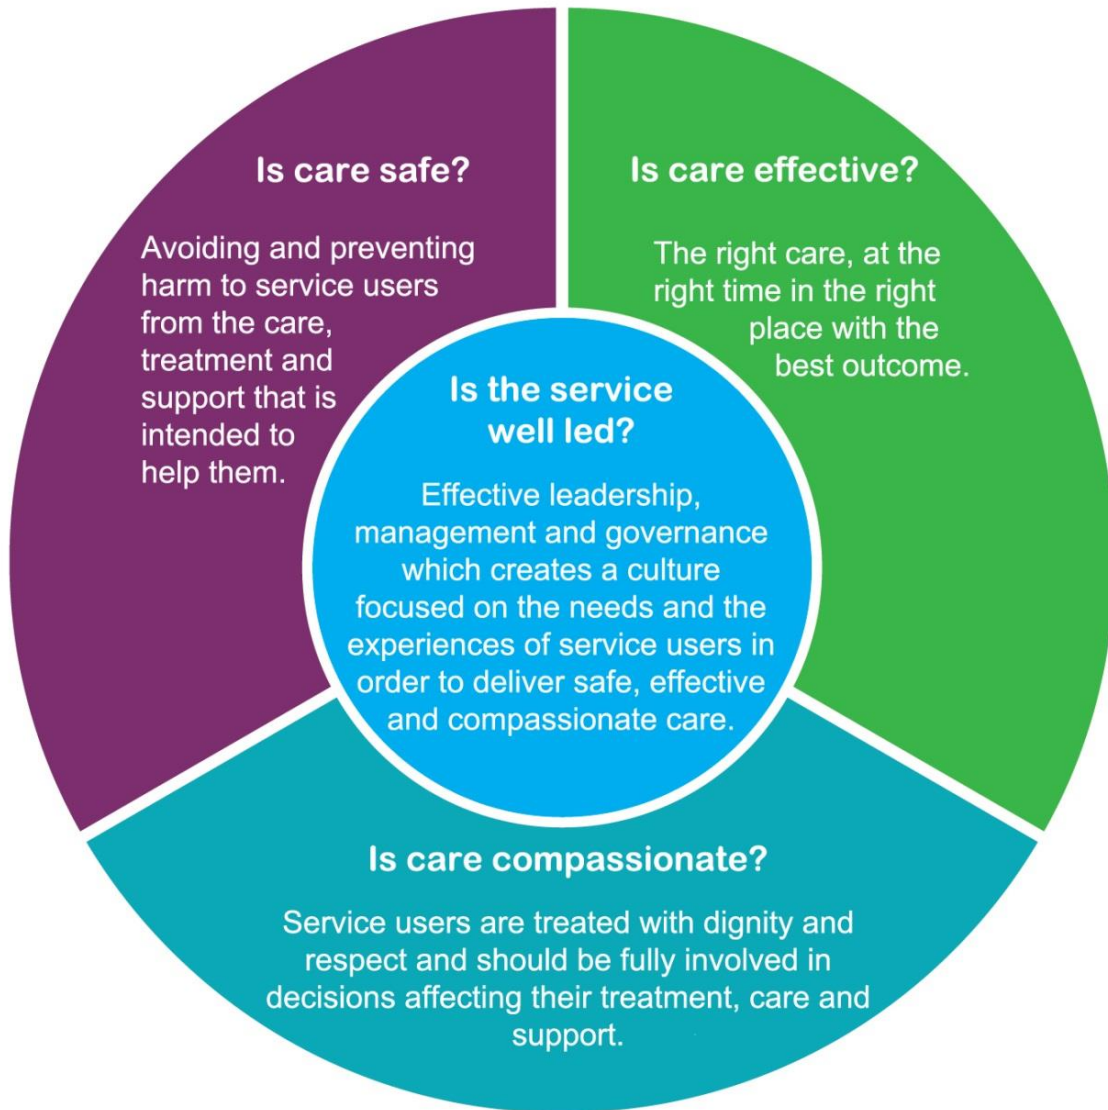 Is care safe?
Avoiding and preventing
harm to service users
from the care,
treatment and
support that is
intended to
help them.
Is care effective?
The right care, at the
right time in the right
place with the
best outcome.
Is the service
well led?
Effective leadership,
management and governance
which creates a culture
focused on the needs and the
experiences of service users in
order to deliver safe, effective
and compassionate care.
Is care compassionate?
Service users are treated with dignity and
respect and should be fully involved in
decisions affecting their treatment, care and
support.